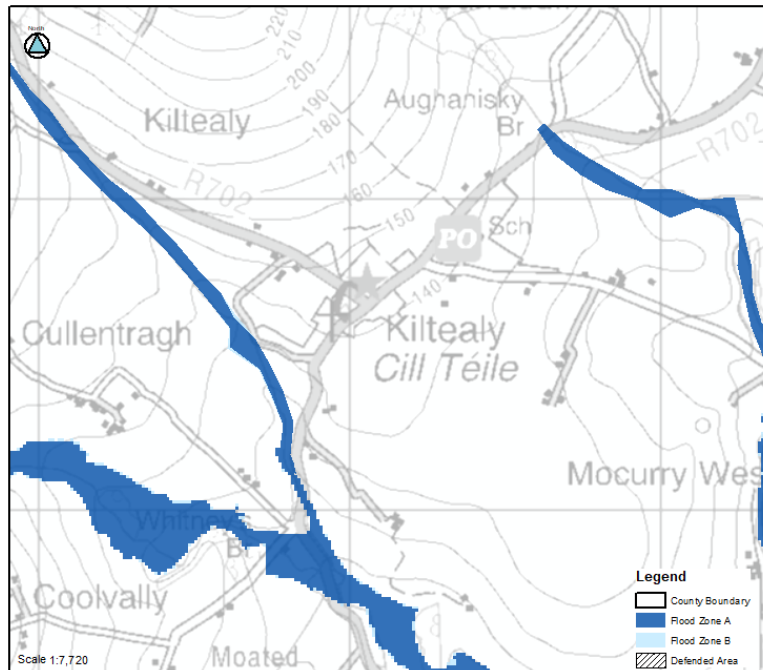 North
220
210
200
190
180
170
160
150
140
Kiltealy
Aughanisky
Br
R702
R702
PO
Sch
Cullentragh
Kiltealy
Cill Téile
Mocurry Wes
Whitney's
Br
Coolvally
Moated
Legend
County Boundary
Flood Zone A
Flood Zone B
Defended Area
Scale 1:7,720